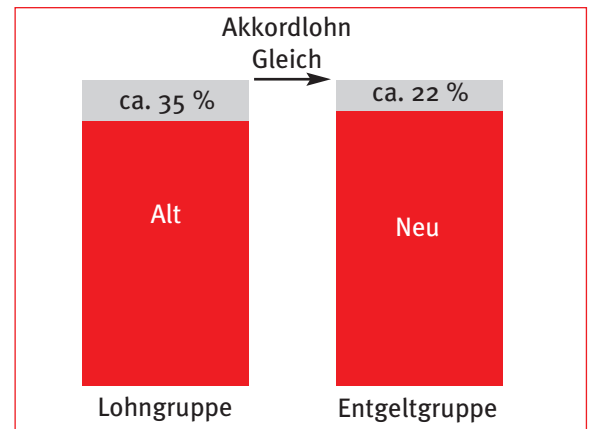 Akkordlohn
Gleich
ca. 35 %
ca. 22 %
Alt
Neu
Lohngruppe
Entgeltgruppe